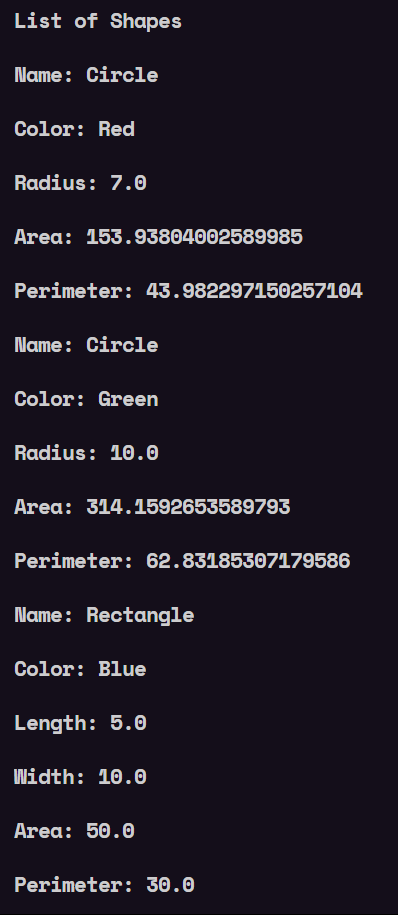 List of Shapes
Name: Circle
Color: Red
Radius: 7.0
Area: 153.93804002589985
Perimeter: 43.982297150257104
Name: Circle
Color: Green
Radius: 10.0
Area: 314.1592653589793
Perimeter: 62.83185307179586
Name: Rectangle
Color: Blue
Length: 5.0
Width: 10.0
Area: 50.0
Perimeter: 30.0